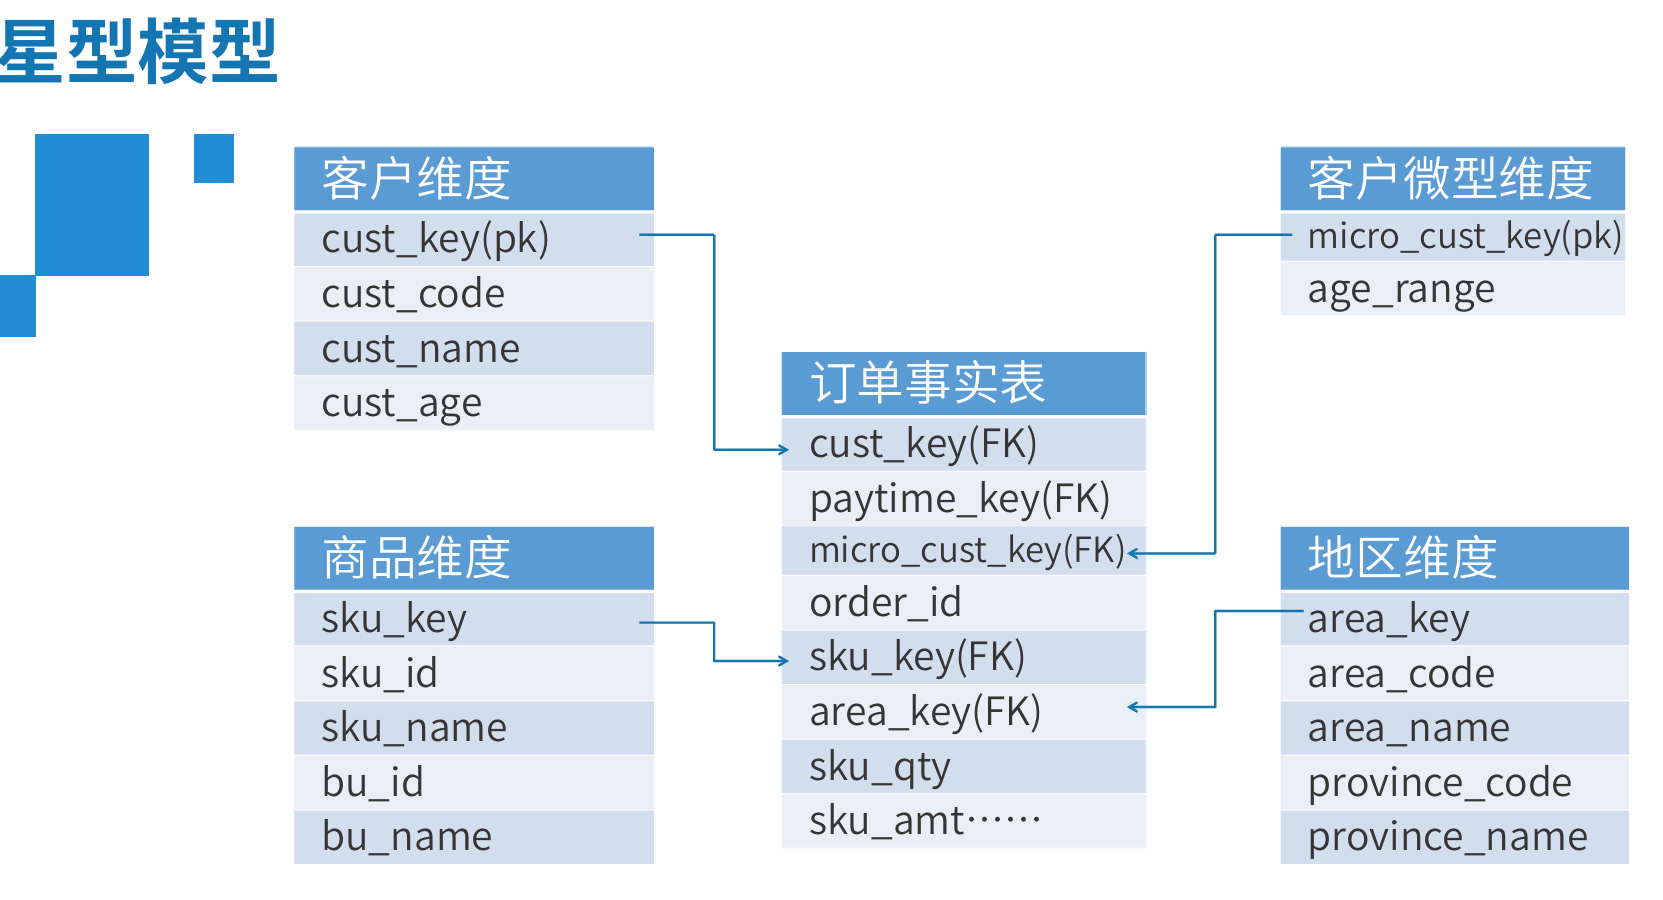 星型模型
客户维度
cust_key(pk)
cust_code
cust_name
cust_age
客户微型维度
micro_cust_key(pk)
age_range
订单事实表
cust_key(FK)
paytime_key(FK)
micro_cust_key(FK)
order_id
sku_key(FK)
area_key(FK)
sku_qty
sku_amt……
商品维度
sku_key
sku_id
sku_name
bu_id
bu_name
地区维度
area_key
area_code
area_name
province_code
province_name